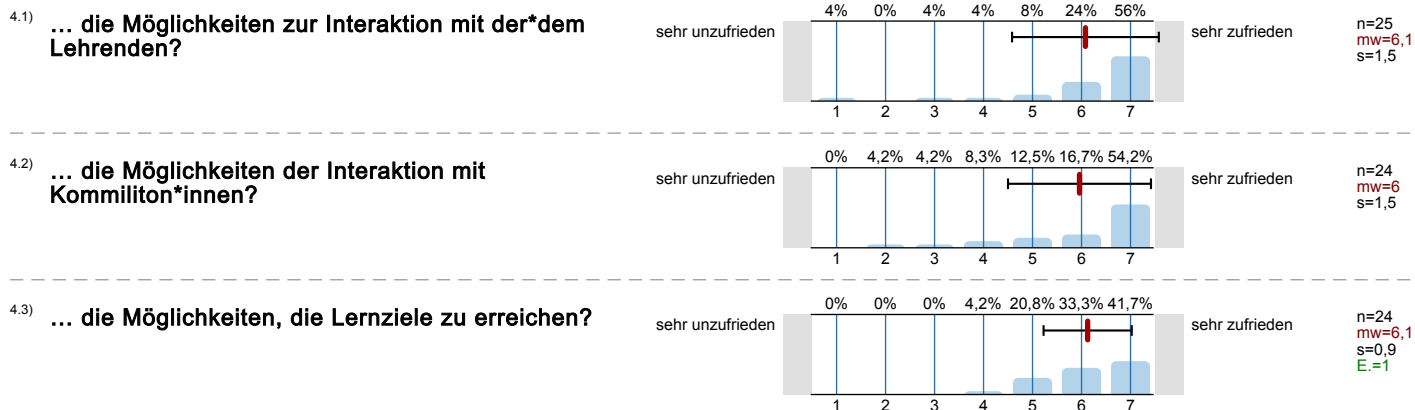 4.1) ... die Möglichkeiten zur Interaktion mit der*dem
Lehrenden?
sehr unzufrieden
4% 0% 4% 4% 8% 24% 56%
1 2 3 4 5 6 7
sehr zufrieden
n=25
mw=6,1
s=1,5
4.2) ... die Möglichkeiten der Interaktion mit
Kommiliton*innen?
sehr unzufrieden
0% 4,2% 4,2% 8,3% 12,5% 16,7% 54,2%
1 2 3 4 5 6 7
sehr zufrieden
n=24
mw=6
s=1,5
4.3) ... die Möglichkeiten, die Lernziele zu erreichen?
sehr unzufrieden
0% 0% 0% 4,2% 20,8% 33,3% 41,7%
1 2 3 4 5 6 7
sehr zufrieden
n=24
mw=6,1
s=0,9
E.=1